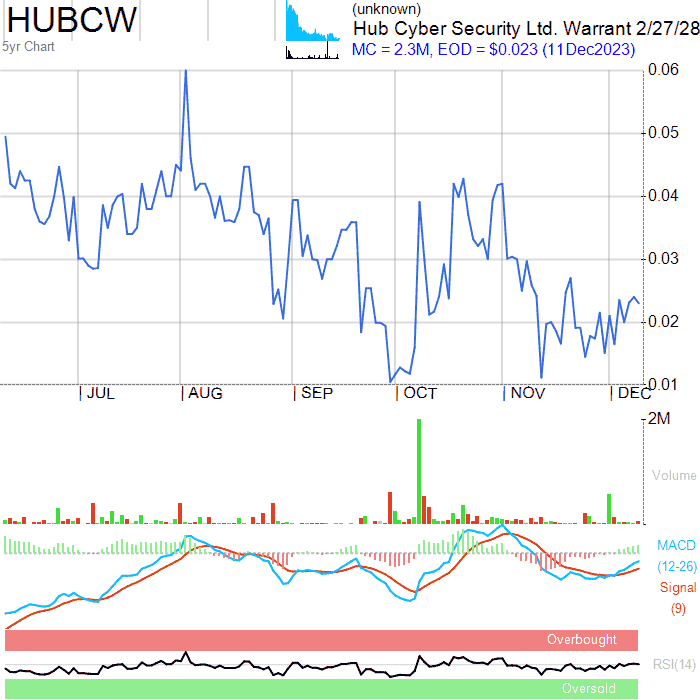 HUBCW
5yr Chart
(unknown)
Hub Cyber Security Ltd. Warrant 2/27/28
MC = 2.3M, EOD = $0.023 (11Dec2023)
0.06
0.05
0.04
0.03
0.02
0.01
JUL AUG SEP OCT NOV DEC
2M
Volume
MACD
(12-26)
Signal
(9)
Overbought
RSI(14)
Oversold